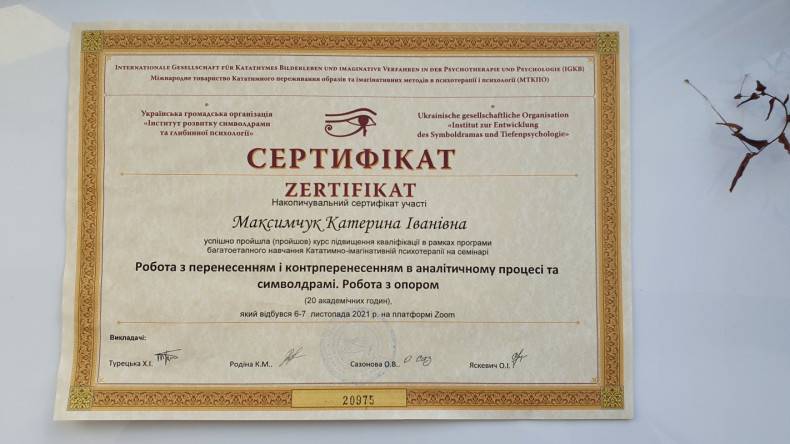 Internationale Gesellschaft für Katathymes Bilderleben und imaginative Verfahren in der Psychotherapie und Psychologie (IGKB)
Міжнародне товариство Кататимного переживання образів та імагінативних методів в психотерапії і психології (МТКПО)
Українська громадська організація
«Інститут розвитку символдрами
та глибинної психології»
Ukrainische gesellschaftliche Organisation
«Institut zur Entwicklung
des Symboldramas und Tiefenpsychologie»
СЕРТИФІКАТ
ZERTIFIKAT
Накопичувальний сертифікат участі
Максимчук Катерина Іванівна
успішно пройшла (пройшов) курс підвищення кваліфікації в рамках програми
багатоетапного навчання Кататимно-імагінативній психотерапії на семінарі
Робота з перенесенням і контрперенесенням в аналітичному процесі та
символдрамі. Робота з опором
(20 академічних годин),
який відбувся 6-7 листопада 2021 р. на платформі Zoom
Викладачі:
Турецька Х.І. Родіна К.М.. Сазонова О.В.. Яскевич О.І.
20975